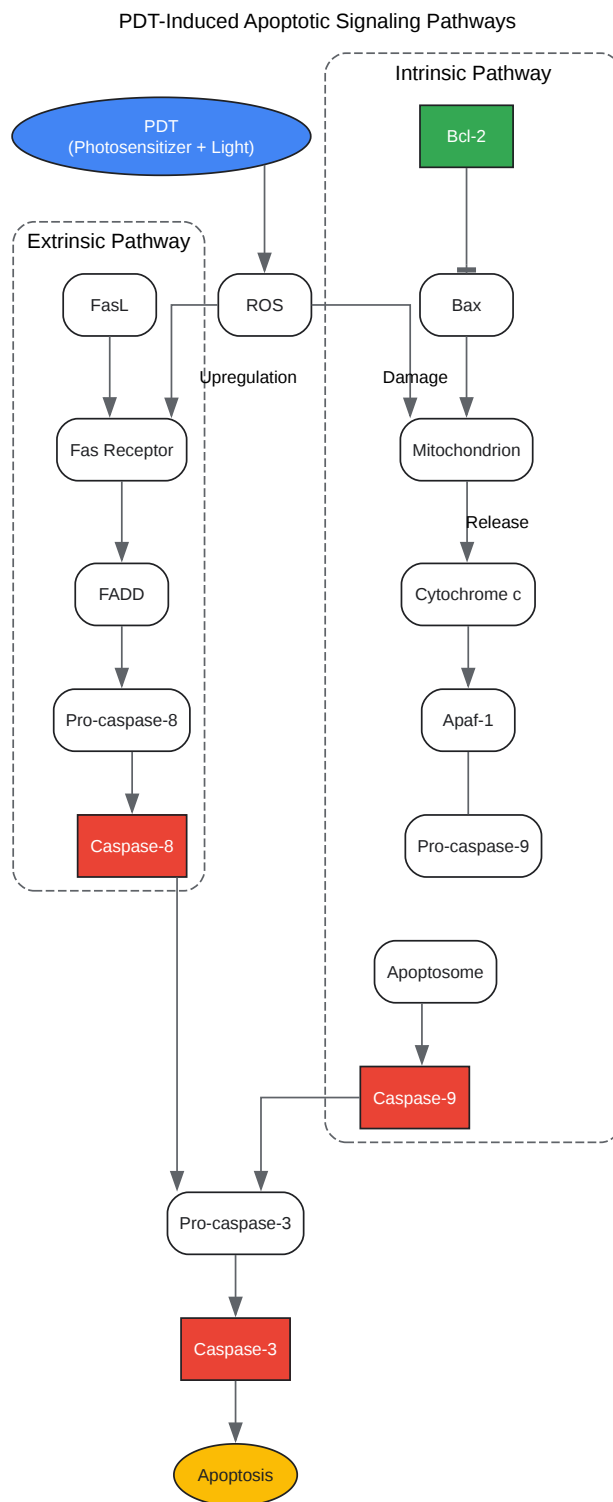 PDT-Induced Apoptotic Signaling Pathways
Intrinsic Pathway
PDT
(Photosensitizer + Light)
Bcl-2
Extrinsic Pathway
FasL
ROS
Bax
Upregulation
Damage
Fas Receptor
Mitochondrion
Release
FADD
Cytochrome c
Pro-caspase-8
Apaf-1
Caspase-8
Pro-caspase-9
Apoptosome
Caspase-9
Pro-caspase-3
Caspase-3
Apoptosis